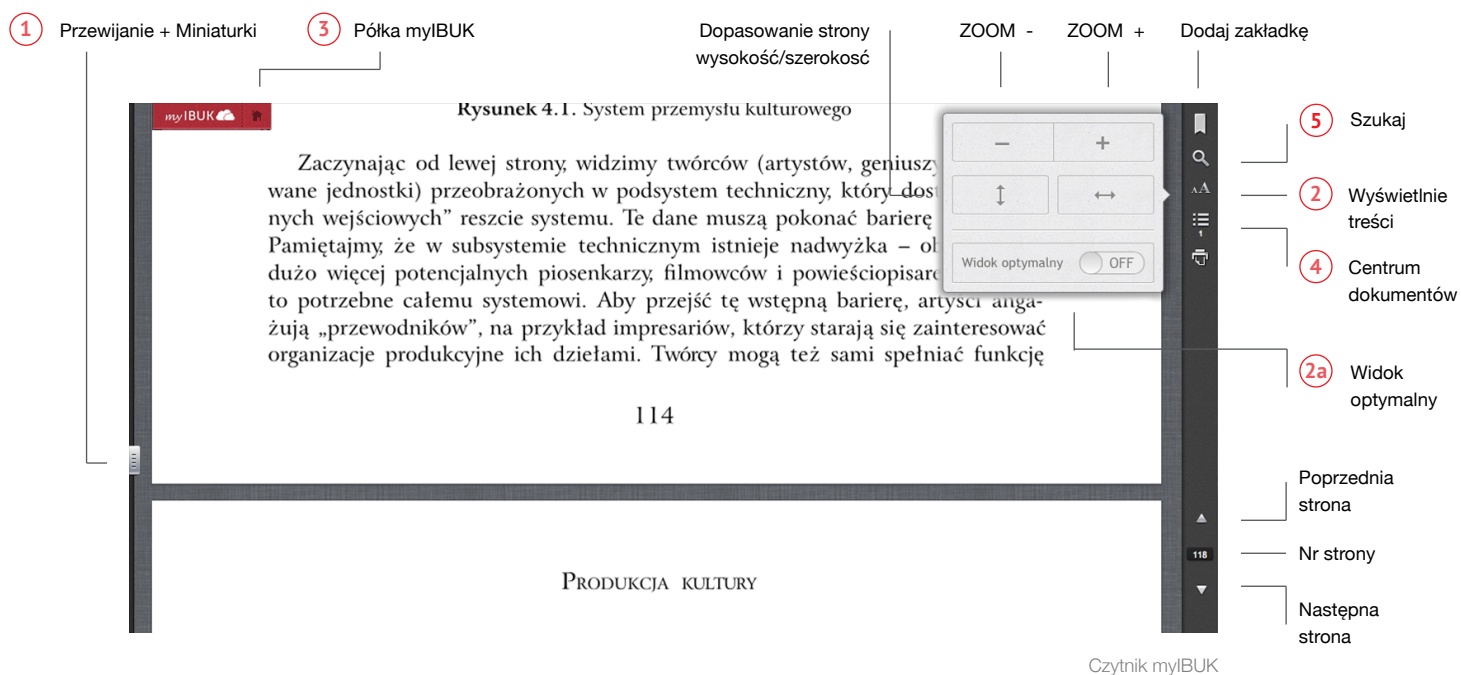 1 Przewijanie + Miniaturki
3 Półka myIBUK
Dopasowanie strony
wysokość/szerokosć
ZOOM -
ZOOM +
Dodaj zakładkę
myIBUK
Rysunek 4.1. System przemysłu kulturowego
Zaczynając od lewej strony, widzimy twórców (artystów, geniuszy
wane jednostki) przeobrażonych w podsystem techniczny, który dos
nych wejściowych” reszcie systemu. Te dane muszą pokonać barierę
Pamiętajmy, że w subsystemie technicznym istnieje nadwyżka – ob
dużo więcej potencjalnych piosenkarzy, filmowców i powieściopisare
to potrzebne całemu systemowi. Aby przejść tę wstępną barierę, artyści anga-
żują „przewodników”, na przykład impresariów, którzy starają się zainteresować
organizacje produkcyjne ich dziełami. Twórcy mogą też sami spełniać funkcję
114
Produkcja kultury
− +
Widok optymalny OFF
AA
1
5 Szukaj
2 Wyświetlnie
treści
4 Centrum
dokumentów
2a Widok
optymalny
Poprzednia
strona
118
Nr strony
Następna
strona
Czytnik myIBUK